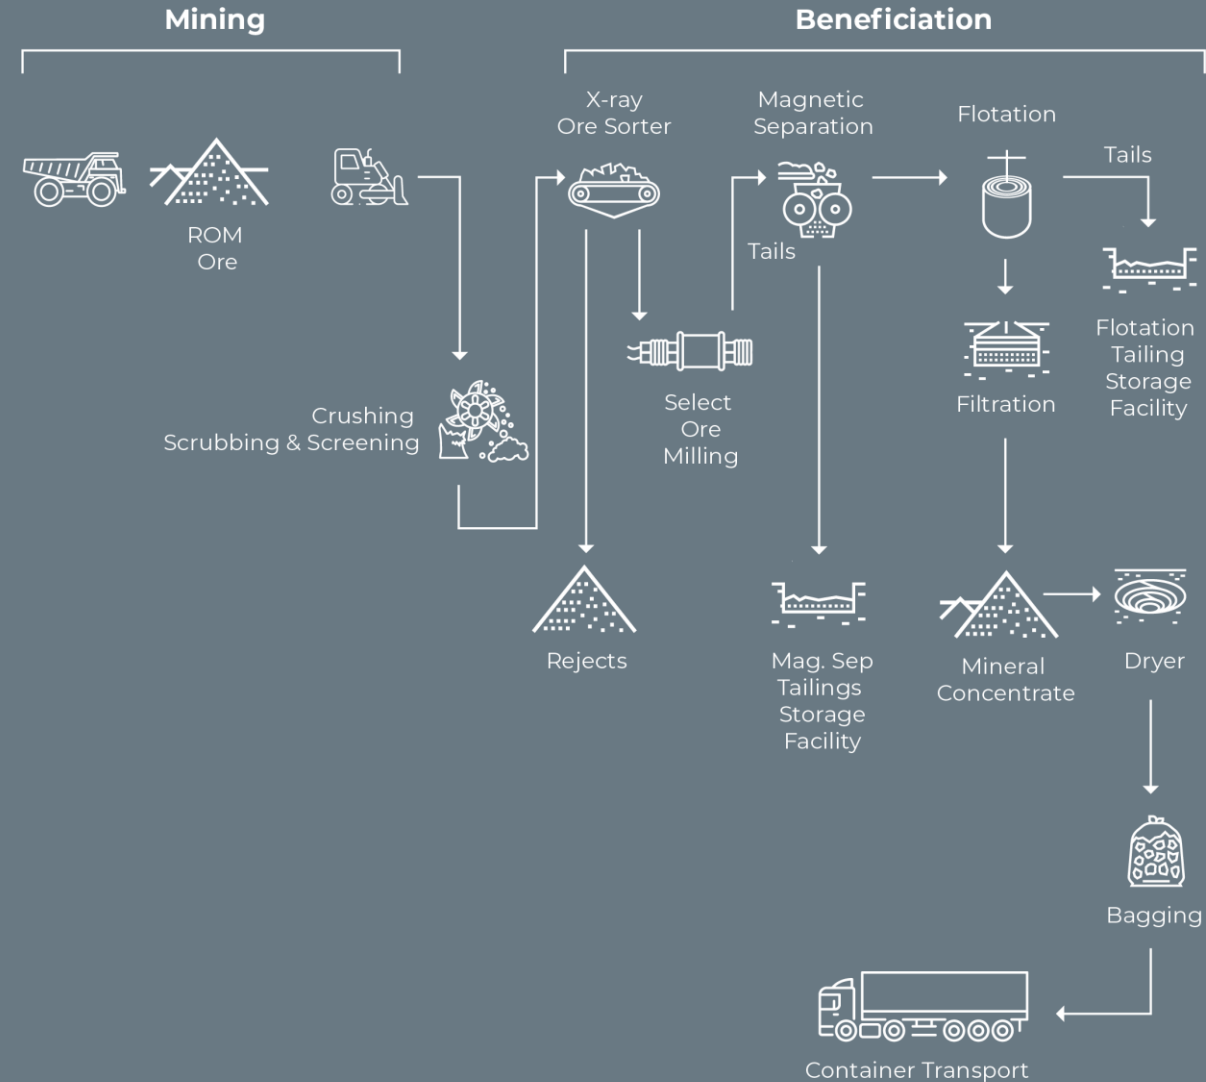 Mining
Beneficiation
X-ray
Ore Sorter
Magnetic
Separation
Flotation
Tails
ROM
Ore
Tails
Flotation
Tailing
Storage
Facility
Crushing
Scrubbing & Screening
Select
Ore
Milling
Filtration
Rejects
Mag. Sep
Tailings
Storage
Facility
Mineral
Concentrate
Dryer
Bagging
Container Transport